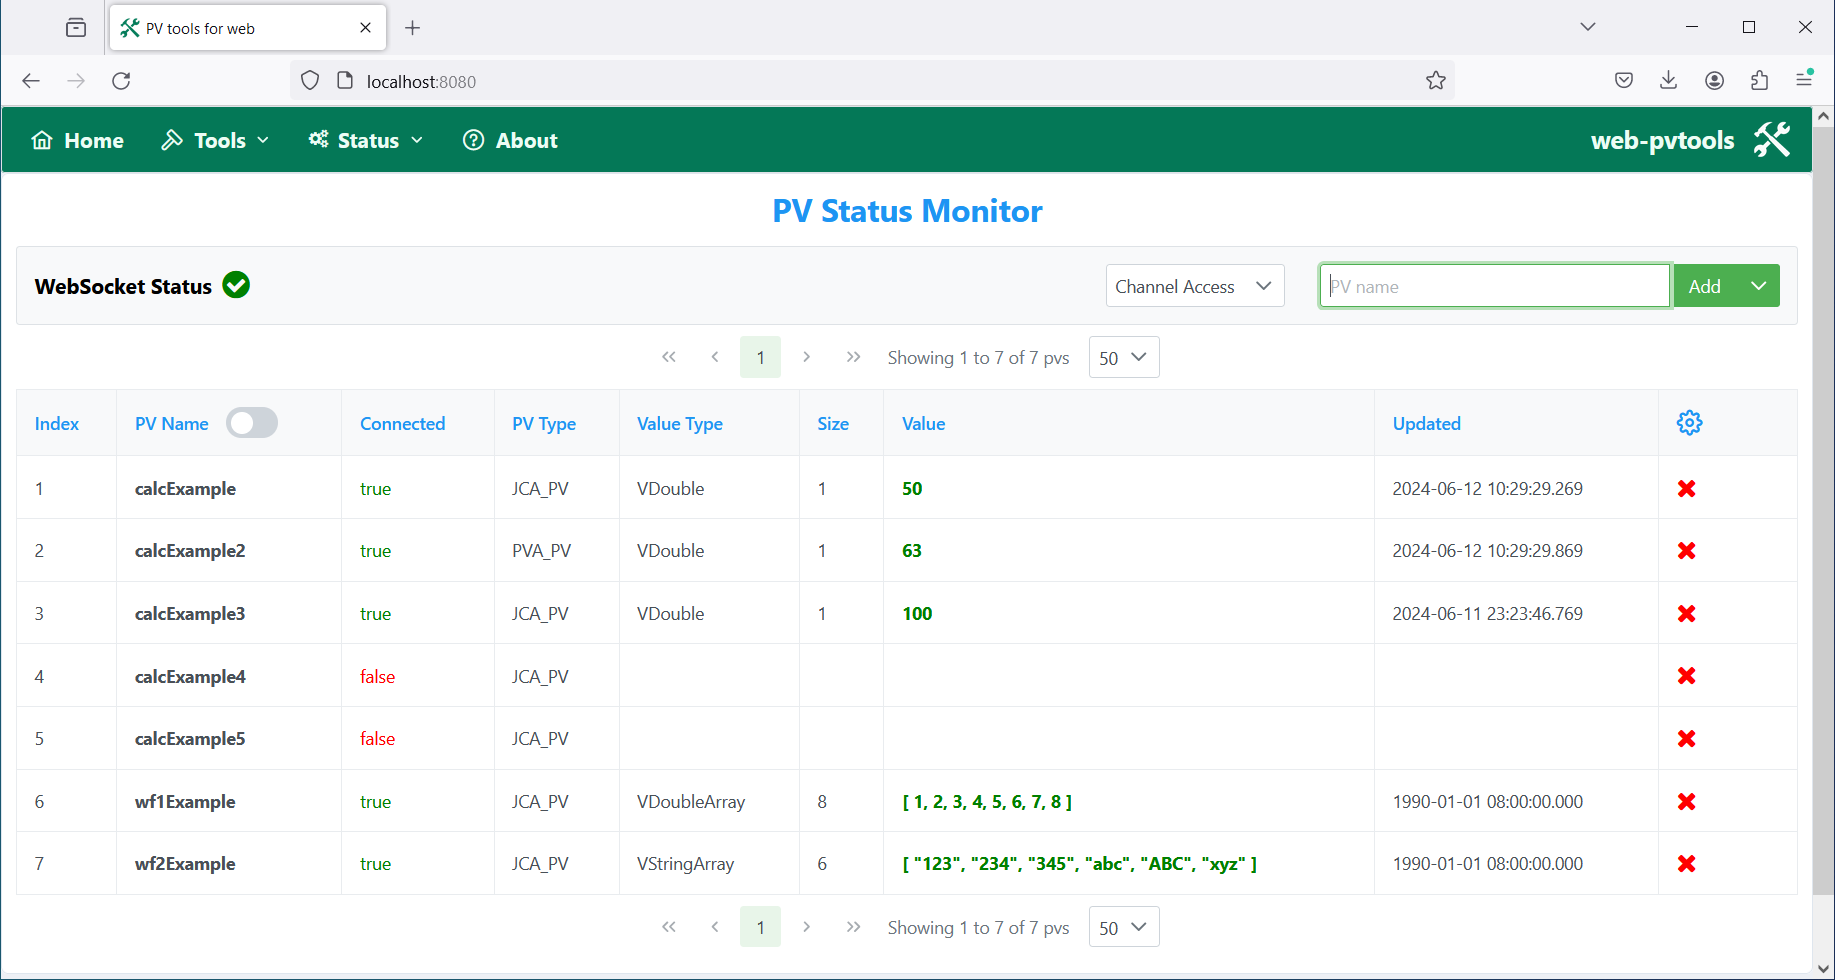 PV tools for web
localhost:8080
Home Tools Status About web-pvtools
PV Status Monitor
WebSocket Status Channel Access PV name Add
1 Showing 1 to 7 of 7 pvs 50
Index PV Name Connected PV Type Value Type Size Value Updated
1 calcExample true JCA_PV VDouble 1 50 2024-06-12 10:29:29.269
2 calcExample2 true PVA_PV VDouble 1 63 2024-06-12 10:29:29.869
3 calcExample3 true JCA_PV VDouble 1 100 2024-06-11 23:23:46.769
4 calcExample4 false JCA_PV
5 calcExample5 false JCA_PV
6 wf1Example true JCA_PV VDoubleArray 8 [ 1, 2, 3, 4, 5, 6, 7, 8 ] 1990-01-01 08:00:00.000
7 wf2Example true JCA_PV VStringArray 6 [ "123", "234", "345", "abc", "ABC", "xyz" ] 1990-01-01 08:00:00.000
1 Showing 1 to 7 of 7 pvs 50